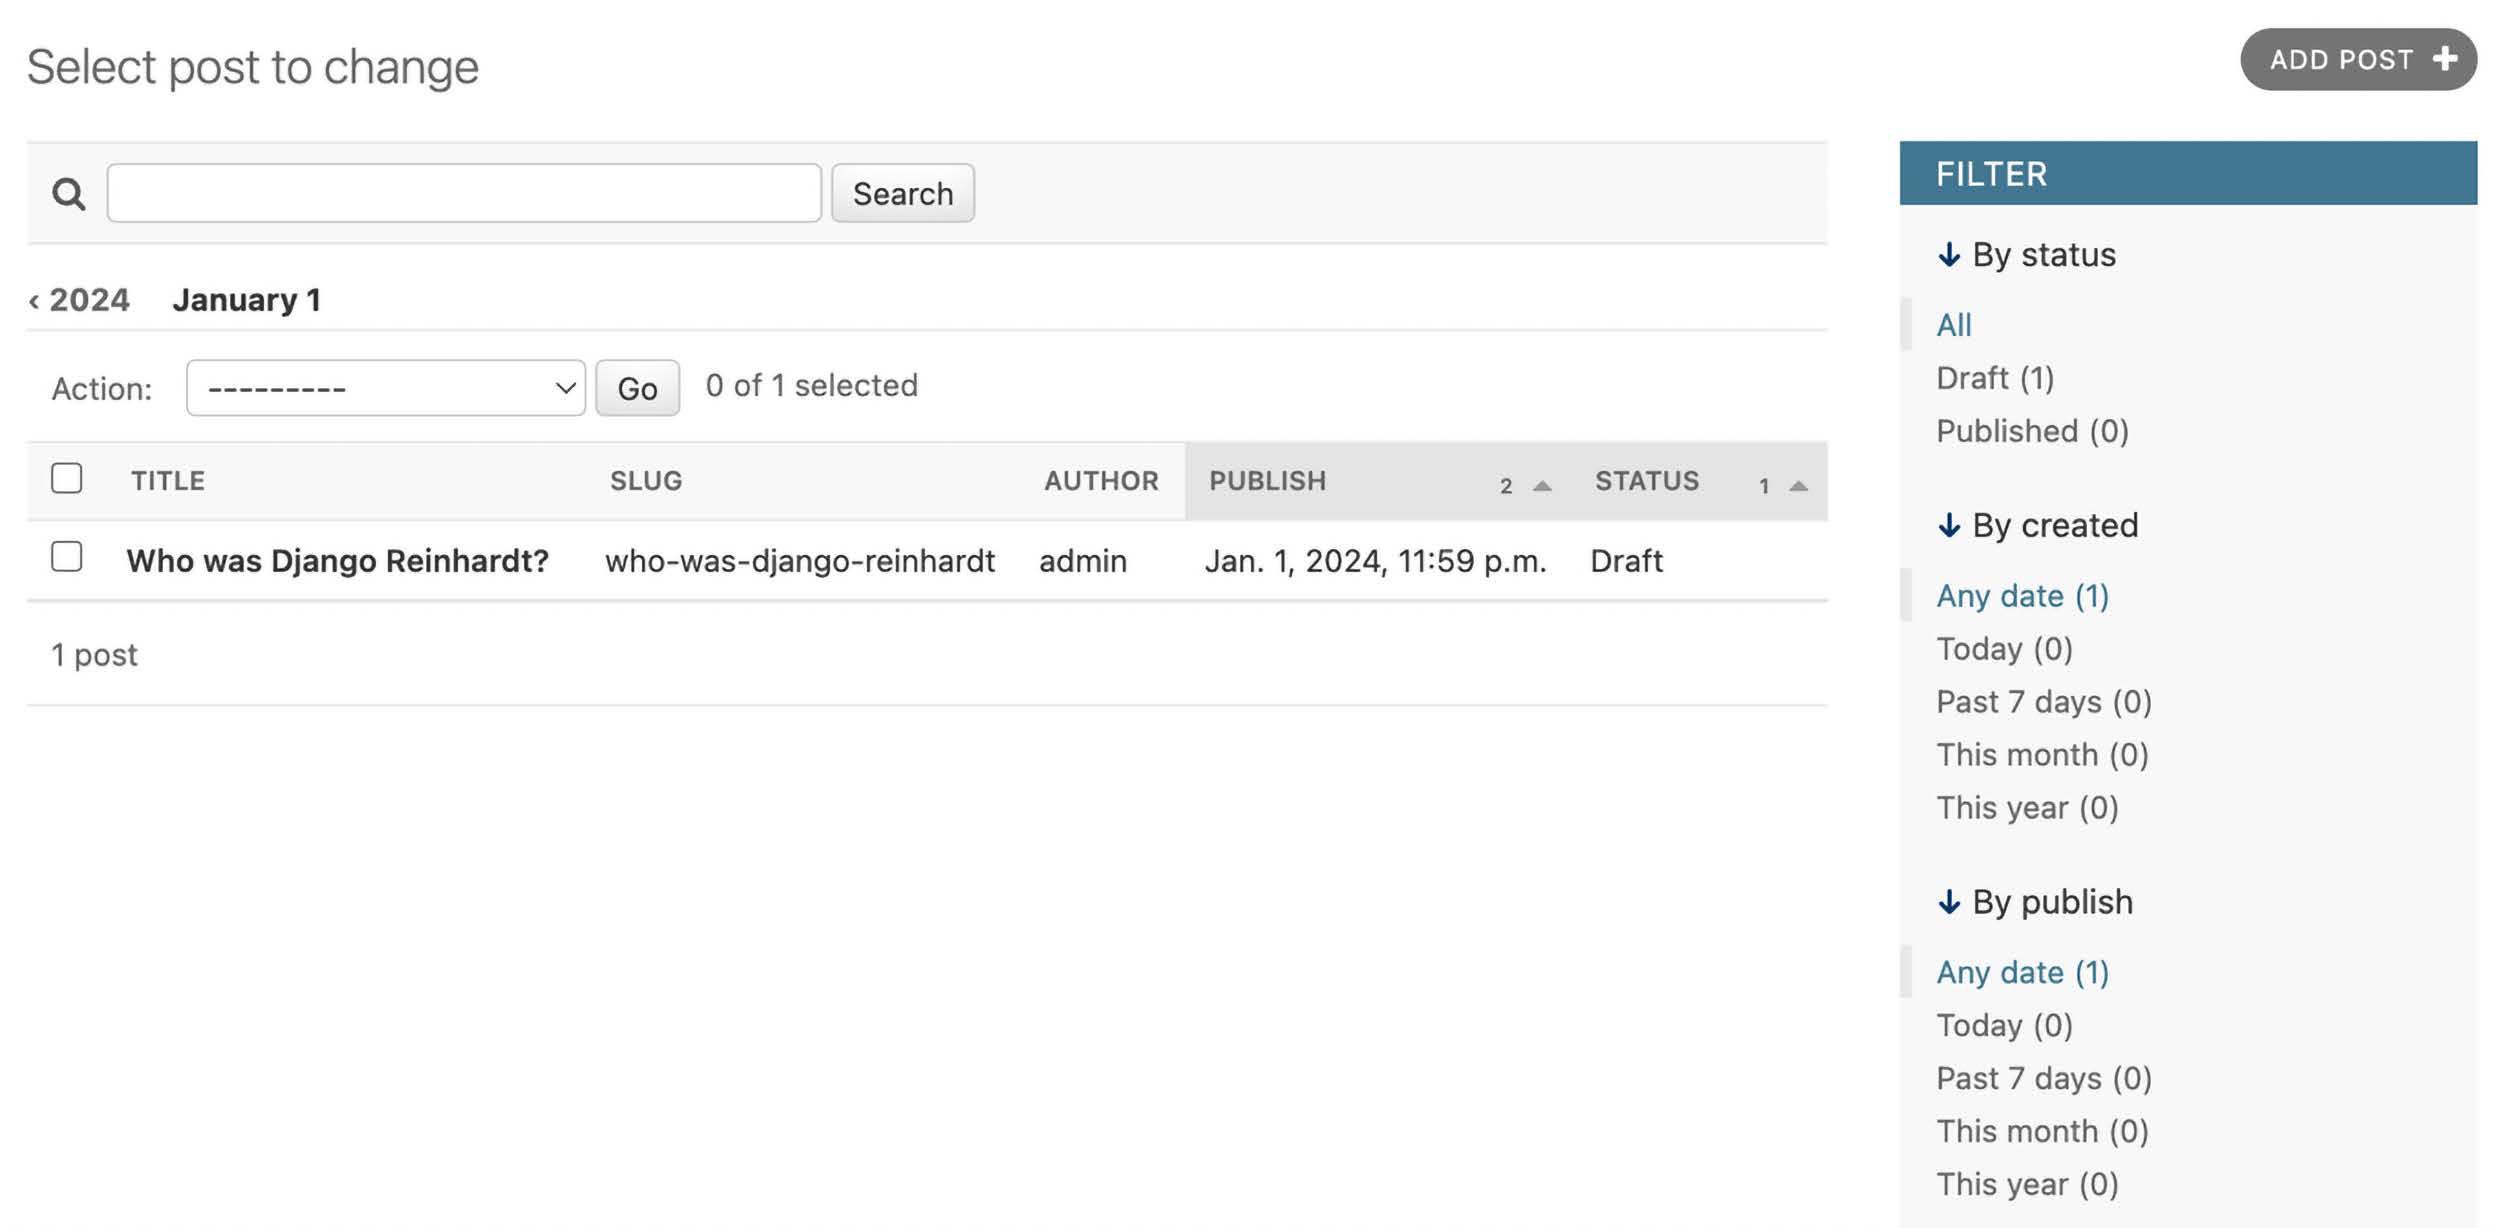 Select post to change
ADD POST +
Search
‹ 2024 January 1
Action: --------- Go 0 of 1 selected
TITLE SLUG AUTHOR PUBLISH 2 STATUS 1
Who was Django Reinhardt? who-was-django-reinhardt admin Jan. 1, 2024, 11:59 p.m. Draft
1 post
FILTER
↓ By status
All
Draft (1)
Published (0)
↓ By created
Any date (1)
Today (0)
Past 7 days (0)
This month (0)
This year (0)
↓ By publish
Any date (1)
Today (0)
Past 7 days (0)
This month (0)
This year (0)